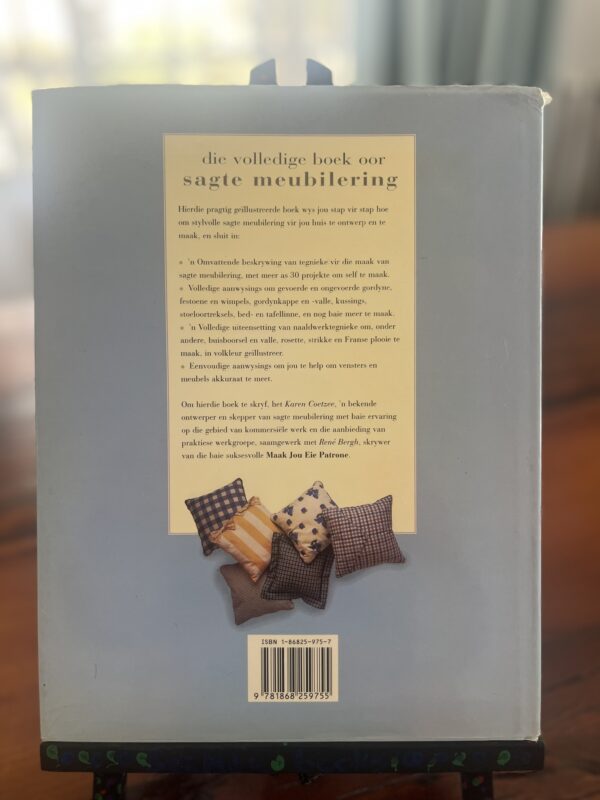 die volledige boek oor
sagte meubilering
Hierdie pragtig geïllustreerde boek wys jou stap vir stap hoe
om stylvolle sagte meubilering vir jou huis te ontwerp en te
maak, en sluit in:
'n Omvattende beskrywing van tegnieke vir die maak van
sagte meubilering, met meer as 30 projekte om self te maak.
Volledige aanwysings om gevoerde en ongevoerde gordyne,
festoene en wimpels, gordynkappe en -valle, kussings,
stoeloortreksels, bed- en tafellinne, en nog baie meer te maak.
'n Volledige uiteensetting van naaldwerktegnieke om, onder
andere, buisboorsel en valle, rosette, strikke en Franse plooie te
maak, in volkleur geïllustreer.
Eenvoudige aanwysings om jou te help om vensters en
meubels akkuraat te meet.
Om hierdie boek te skryf, het Karen Coetzee, 'n bekende
ontwerper en skepper van sagte meubilering met baie ervaring
op die gebied van kommersiële werk en die aanbieding van
praktiese werkgroepe, saamgewerk met René Bergh, skrywer
van die baie suksesvolle Maak Jou Eie Patrone.
ISBN 1-86825-975-7
9 781868 259755